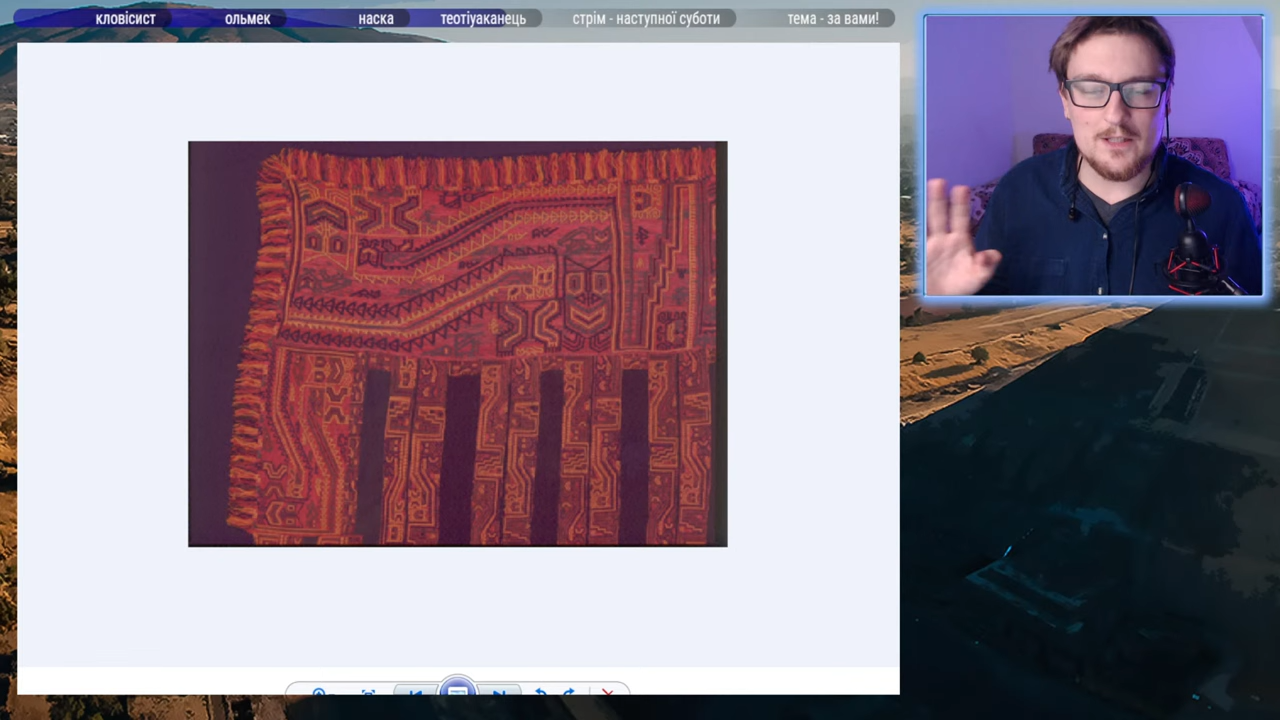 кловісист
ольмек
наска
теотіуаканець
стрім - наступної суботи
тема - за вами!